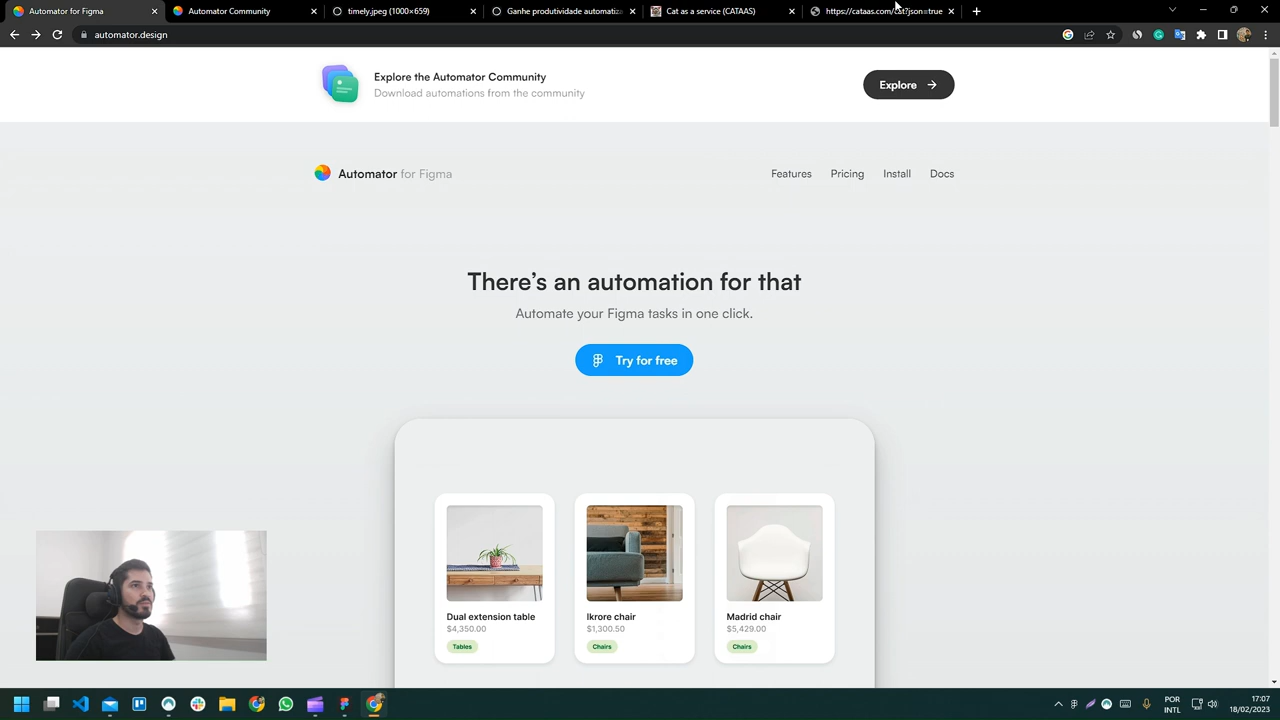 Automator for Figma
Automator Community
timely.jpeg (1000×659)
Ganhe produtividade automatiza
Cat as a service (CATAAS)
https://cataas.com/cat?json=true
automator.design
Explore the Automator Community
Download automations from the community
Explore
Automator for Figma
Features
Pricing
Install
Docs
There's an automation for that
Automate your Figma tasks in one click.
Try for free
Dual extension table
$4,350.00
Tables
Ikrore chair
$1,300.50
Chairs
Madrid chair
$5,429.00
Chairs
POR
INTL
17:07
18/02/2023